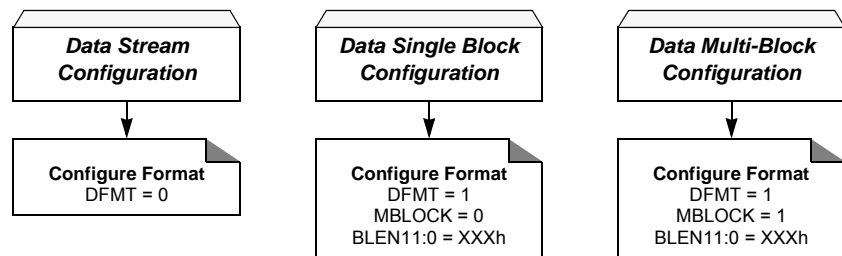 Data Stream
Configuration
Configure Format
DFMT = 0
Data Single Block
Configuration
Configure Format
DFMT = 1
MBLOCK = 0
BLEN11:0 = XXXh
Data Multi-Block
Configuration
Configure Format
DFMT = 1
MBLOCK = 1
BLEN11:0 = XXXh